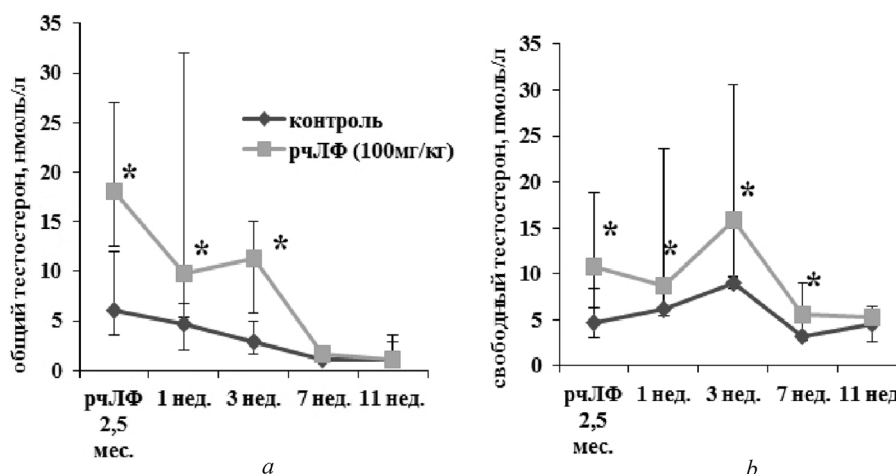 общий тестостерон, нмоль/л
35
30
25
20
15
10
5
0
контроль
рчЛФ (100мг/кг)
*
*
*
рчЛФ 1 нед. 3 нед. 7 нед. 11 нед.
2,5
мес.
a
свободный тестостерон, пмоль/л
35
30
25
20
15
10
5
0
*
*
*
*
рчЛФ 1 нед. 3 нед. 7 нед. 11 нед.
2,5
мес.
b